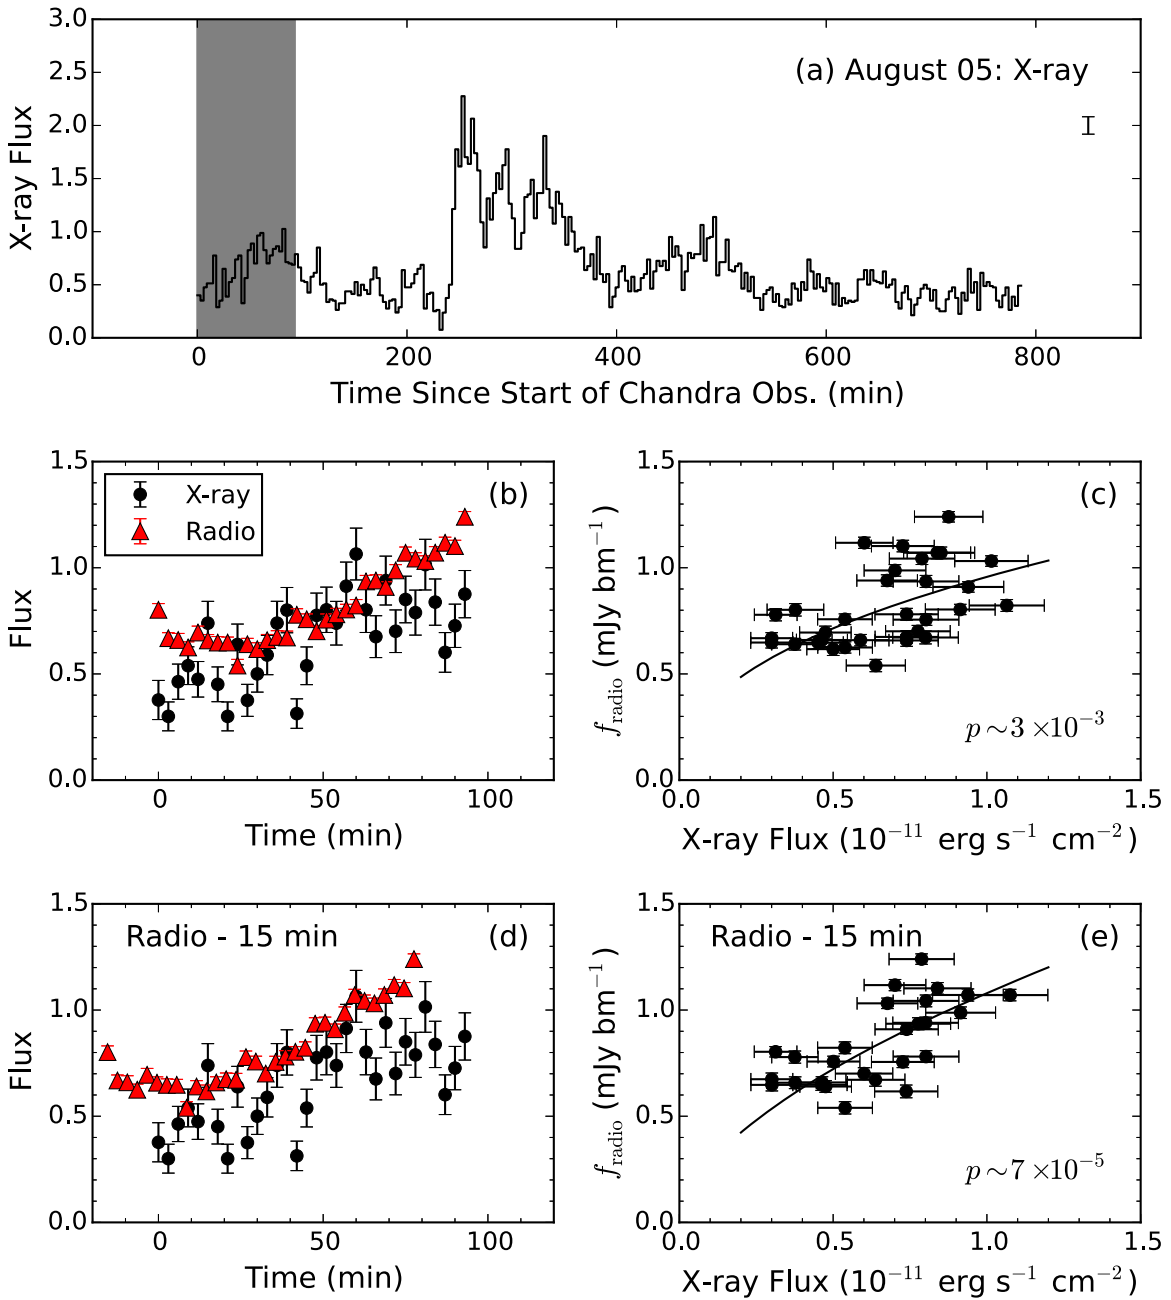 3.0
2.5
2.0
1.5
1.0
0.5
0.0
X-ray Flux
(a) August 05: X-ray
0 200 400 600 800
Time Since Start of Chandra Obs. (min)
1.5
1.0
0.5
0.0
Flux
X-ray
Radio
(b)
0 50 100
Time (min)
1.5
1.0
0.5
0.0
f_radio (mJy bm⁻¹)
(c)
p ∼ 3 ×10⁻³
0.0 0.5 1.0 1.5
X-ray Flux (10⁻¹¹ erg s⁻¹ cm⁻²)
1.5
1.0
0.5
0.0
Flux
Radio - 15 min (d)
0 50 100
Time (min)
1.5
1.0
0.5
0.0
f_radio (mJy bm⁻¹)
Radio - 15 min (e)
p ∼ 7 ×10⁻⁵
0.0 0.5 1.0 1.5
X-ray Flux (10⁻¹¹ erg s⁻¹ cm⁻²)